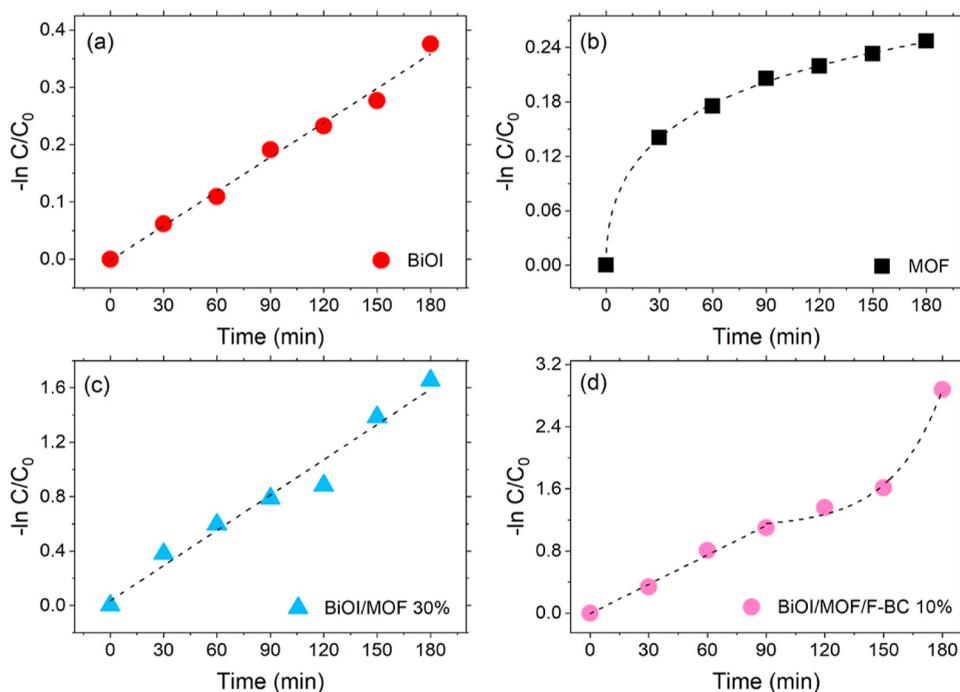 (a)
-ln C/C₀
0.4
0.3
0.2
0.1
0.0
BiOI
0 30 60 90 120 150 180
Time (min)
(b)
-ln C/C₀
0.24
0.18
0.12
0.06
0.00
MOF
0 30 60 90 120 150 180
Time (min)
(c)
-ln C/C₀
1.6
1.2
0.8
0.4
0.0
BiOI/MOF 30%
0 30 60 90 120 150 180
Time (min)
(d)
-ln C/C₀
3.2
2.4
1.6
0.8
0.0
BiOI/MOF/F-BC 10%
0 30 60 90 120 150 180
Time (min)